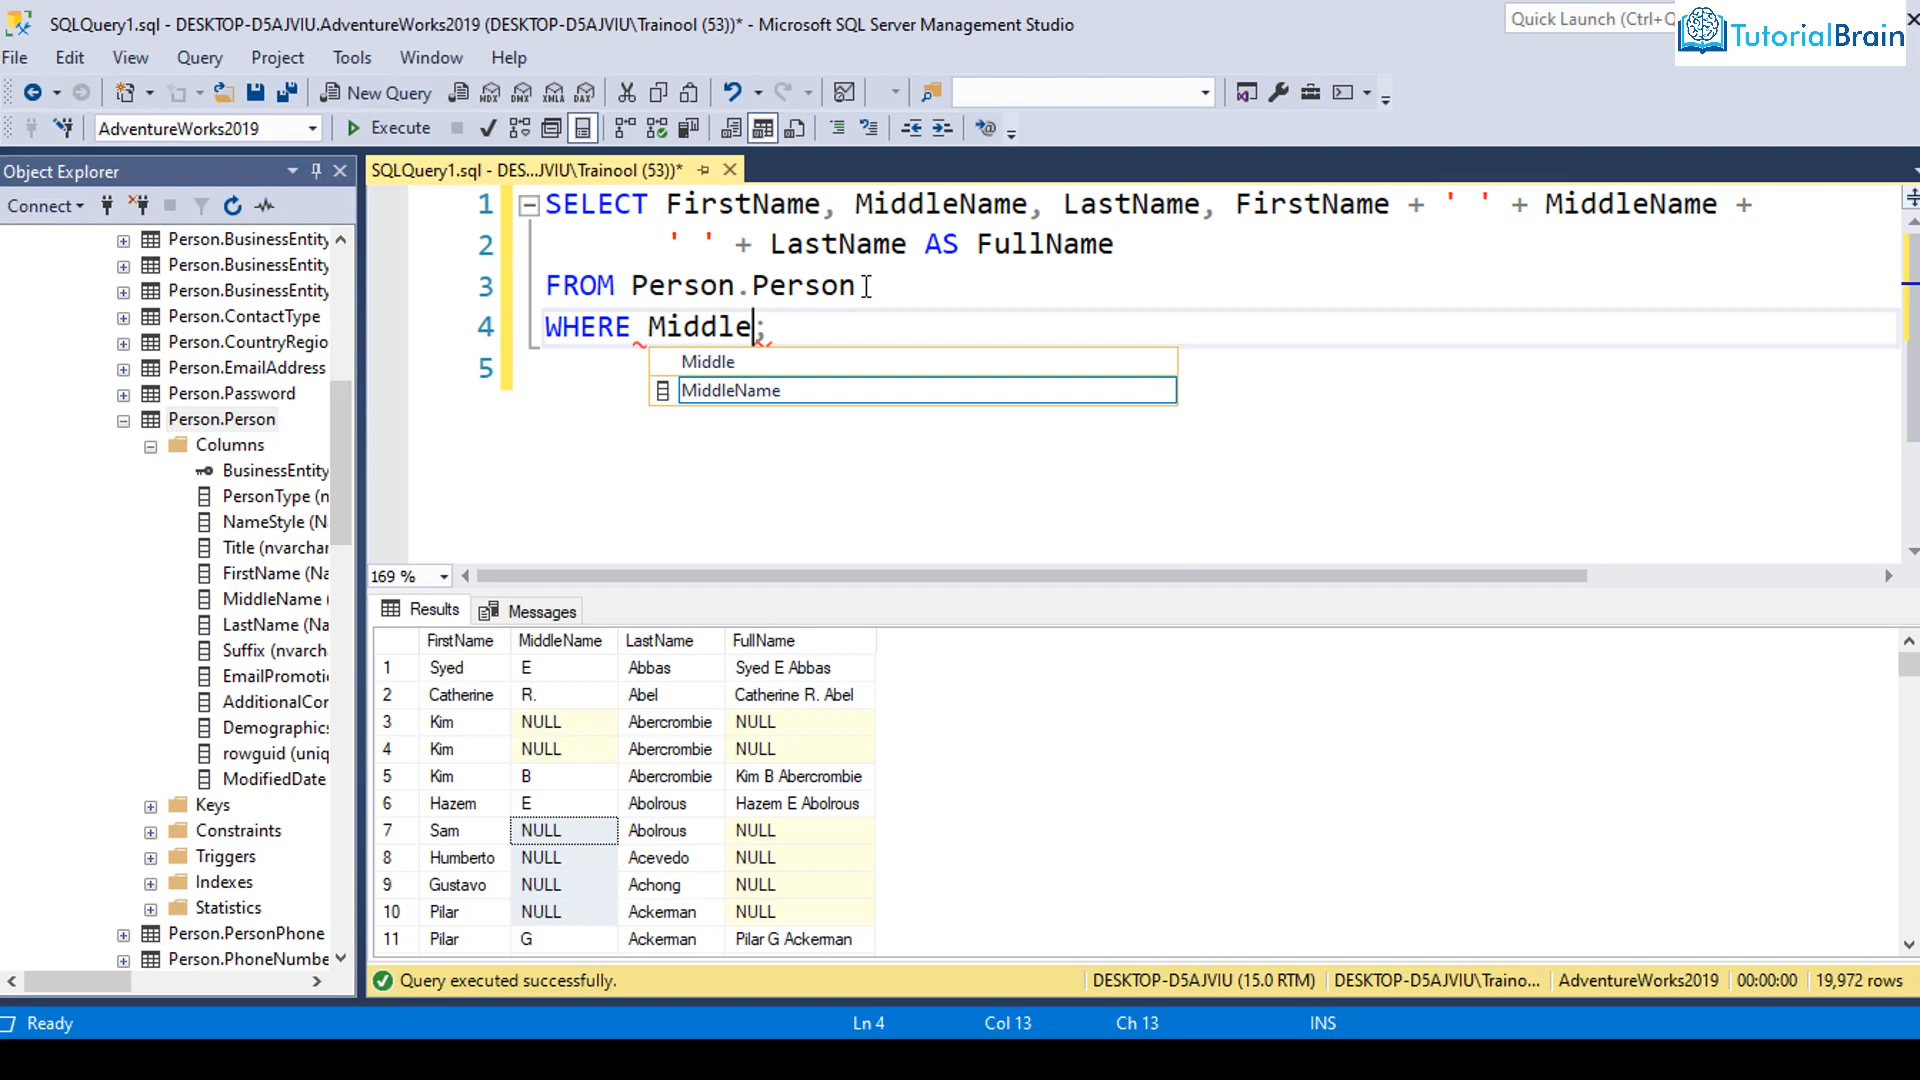 SQLQuery1.sql - DESKTOP-D5AJVIU.AdventureWorks2019 (DESKTOP-D5AJVIU\Trainool (53))* - Microsoft SQL Server Management Studio
Quick Launch (Ctrl+Q
TutorialBrain
File Edit View Query Project Tools Window Help
New Query MDX DMX XMLA DAX
AdventureWorks2019 Execute
Object Explorer
SQLQuery1.sql - DES...JVIU\Trainool (53))*
Connect
Person.BusinessEntity
Person.BusinessEntity
Person.BusinessEntity
Person.ContactType
Person.CountryRegio
Person.EmailAddress
Person.Password
Person.Person
Columns
BusinessEntity
PersonType (n
NameStyle (N
Title (nvarchar
FirstName (Na
MiddleName (
LastName (Na
Suffix (nvarch
EmailPromoti
AdditionalCor
Demographics
rowguid (uniq
ModifiedDate
Keys
Constraints
Triggers
Indexes
Statistics
Person.PersonPhone
Person.PhoneNumbe
1 SELECT FirstName, MiddleName, LastName, FirstName + ' ' + MiddleName +
2 ' ' + LastName AS FullName
3 FROM Person.Person
4 WHERE Middle;
5
Middle
MiddleName
169 %
Results Messages
FirstName MiddleName LastName FullName
1 Syed E Abbas Syed E Abbas
2 Catherine R. Abel Catherine R. Abel
3 Kim NULL Abercrombie NULL
4 Kim NULL Abercrombie NULL
5 Kim B Abercrombie Kim B Abercrombie
6 Hazem E Abolrous Hazem E Abolrous
7 Sam NULL Abolrous NULL
8 Humberto NULL Acevedo NULL
9 Gustavo NULL Achong NULL
10 Pilar NULL Ackerman NULL
11 Pilar G Ackerman Pilar G Ackerman
Query executed successfully. DESKTOP-D5AJVIU (15.0 RTM) DESKTOP-D5AJVIU\Traino... AdventureWorks2019 00:00:00 19,972 rows
Ready Ln 4 Col 13 Ch 13 INS